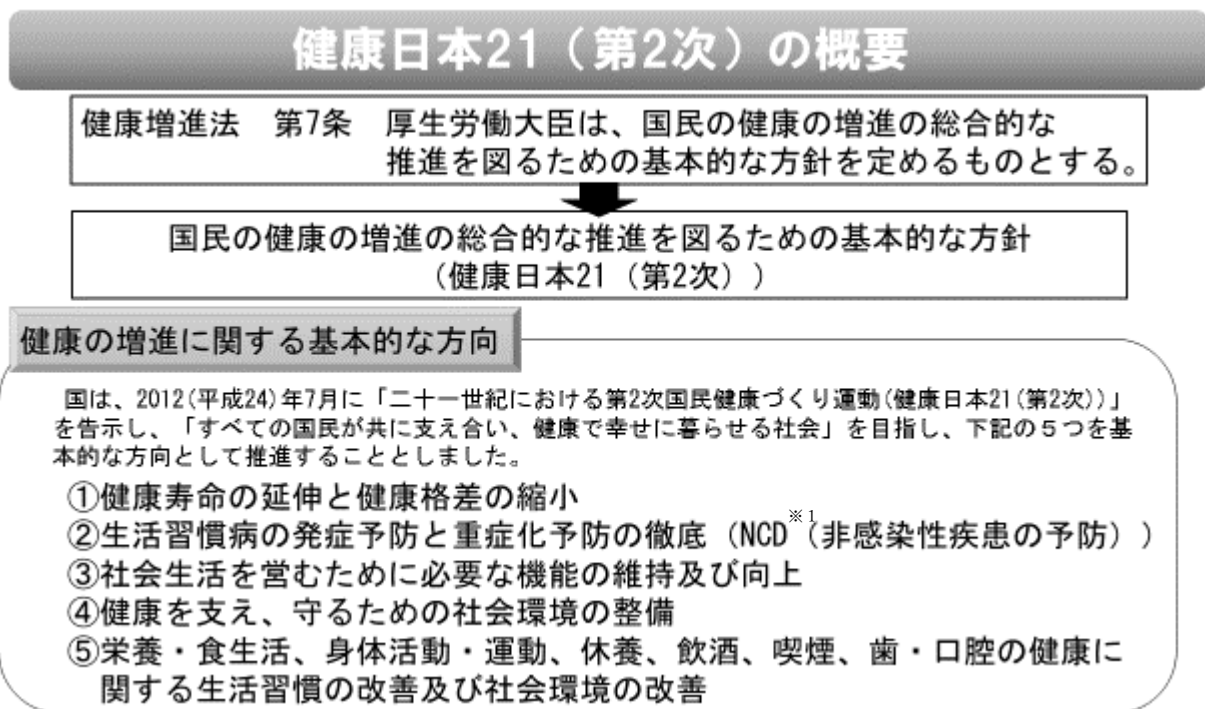 健康日本21（第2次）の概要
健康増進法　第7条　厚生労働大臣は、国民の健康の増進の総合的な
推進を図るための基本的な方針を定めるものとする。
国民の健康の増進の総合的な推進を図るための基本的な方針
（健康日本21（第2次））
健康の増進に関する基本的な方向
国は、2012(平成24)年7月に「二十一世紀における第2次国民健康づくり運動(健康日本21(第2次))」
を告示し、「すべての国民が共に支え合い、健康で幸せに暮らせる社会」を目指し、下記の５つを基
本的な方向として推進することとしました。
①健康寿命の延伸と健康格差の縮小
②生活習慣病の発症予防と重症化予防の徹底（NCD※1（非感染性疾患の予防））
③社会生活を営むために必要な機能の維持及び向上
④健康を支え、守るための社会環境の整備
⑤栄養・食生活、身体活動・運動、休養、飲酒、喫煙、歯・口腔の健康に
関する生活習慣の改善及び社会環境の改善